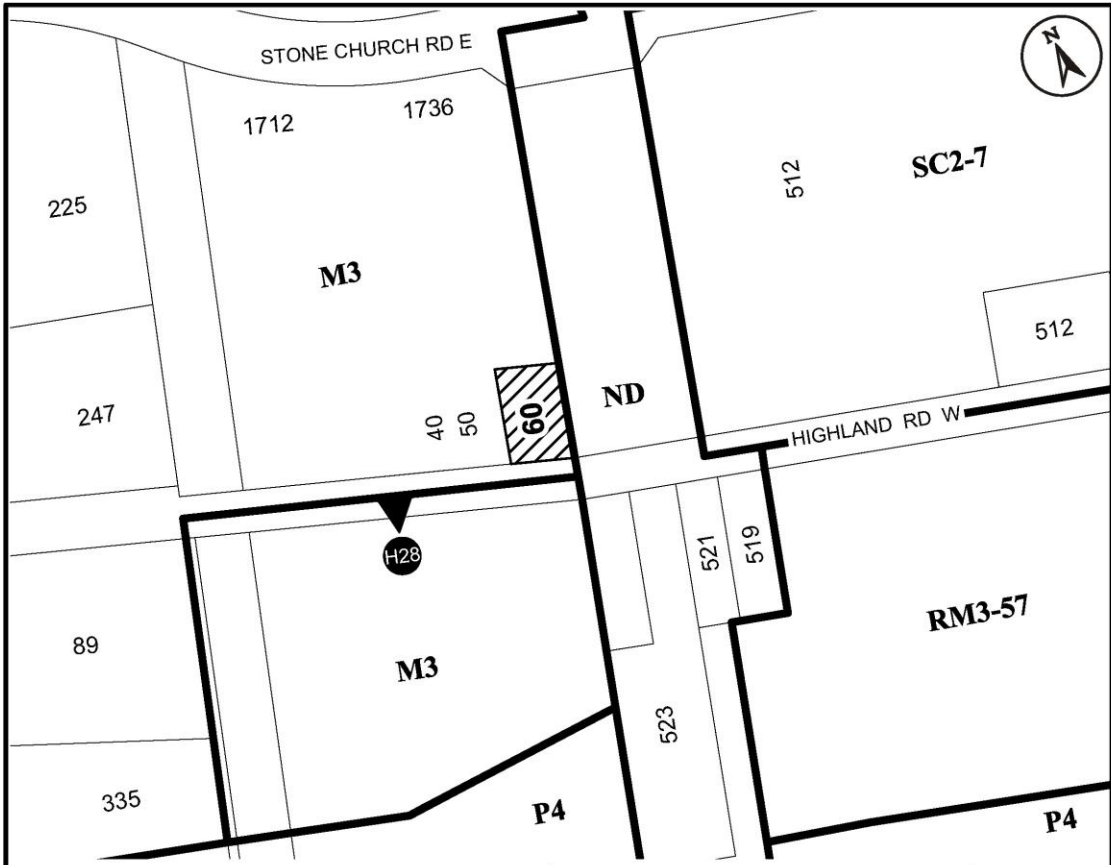 STONE CHURCH RD E
N
1712
1736
225
512
SC2-7
M3
512
247
40
50
60
ND
HIGHLAND RD W
H28
521
519
89
M3
RM3-57
523
335
P4
P4